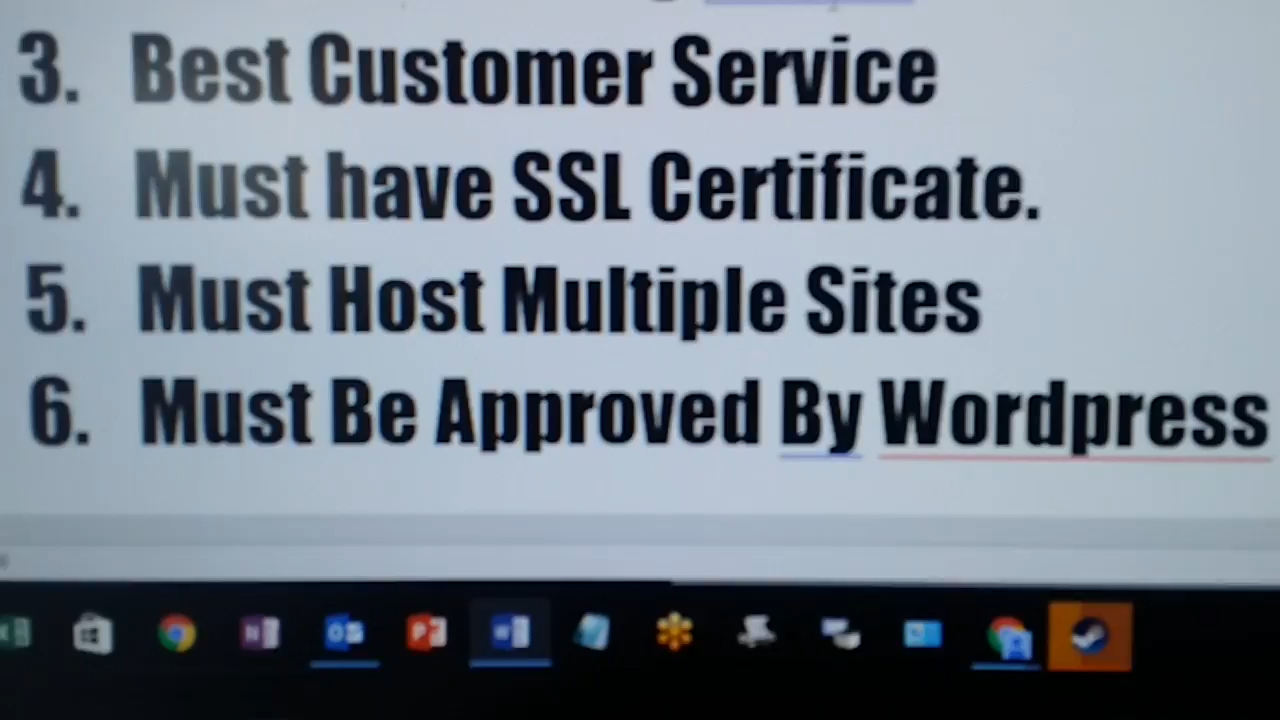 3. Best Customer Service
4. Must have SSL Certificate.
5. Must Host Multiple Sites
6. Must Be Approved By Wordpress